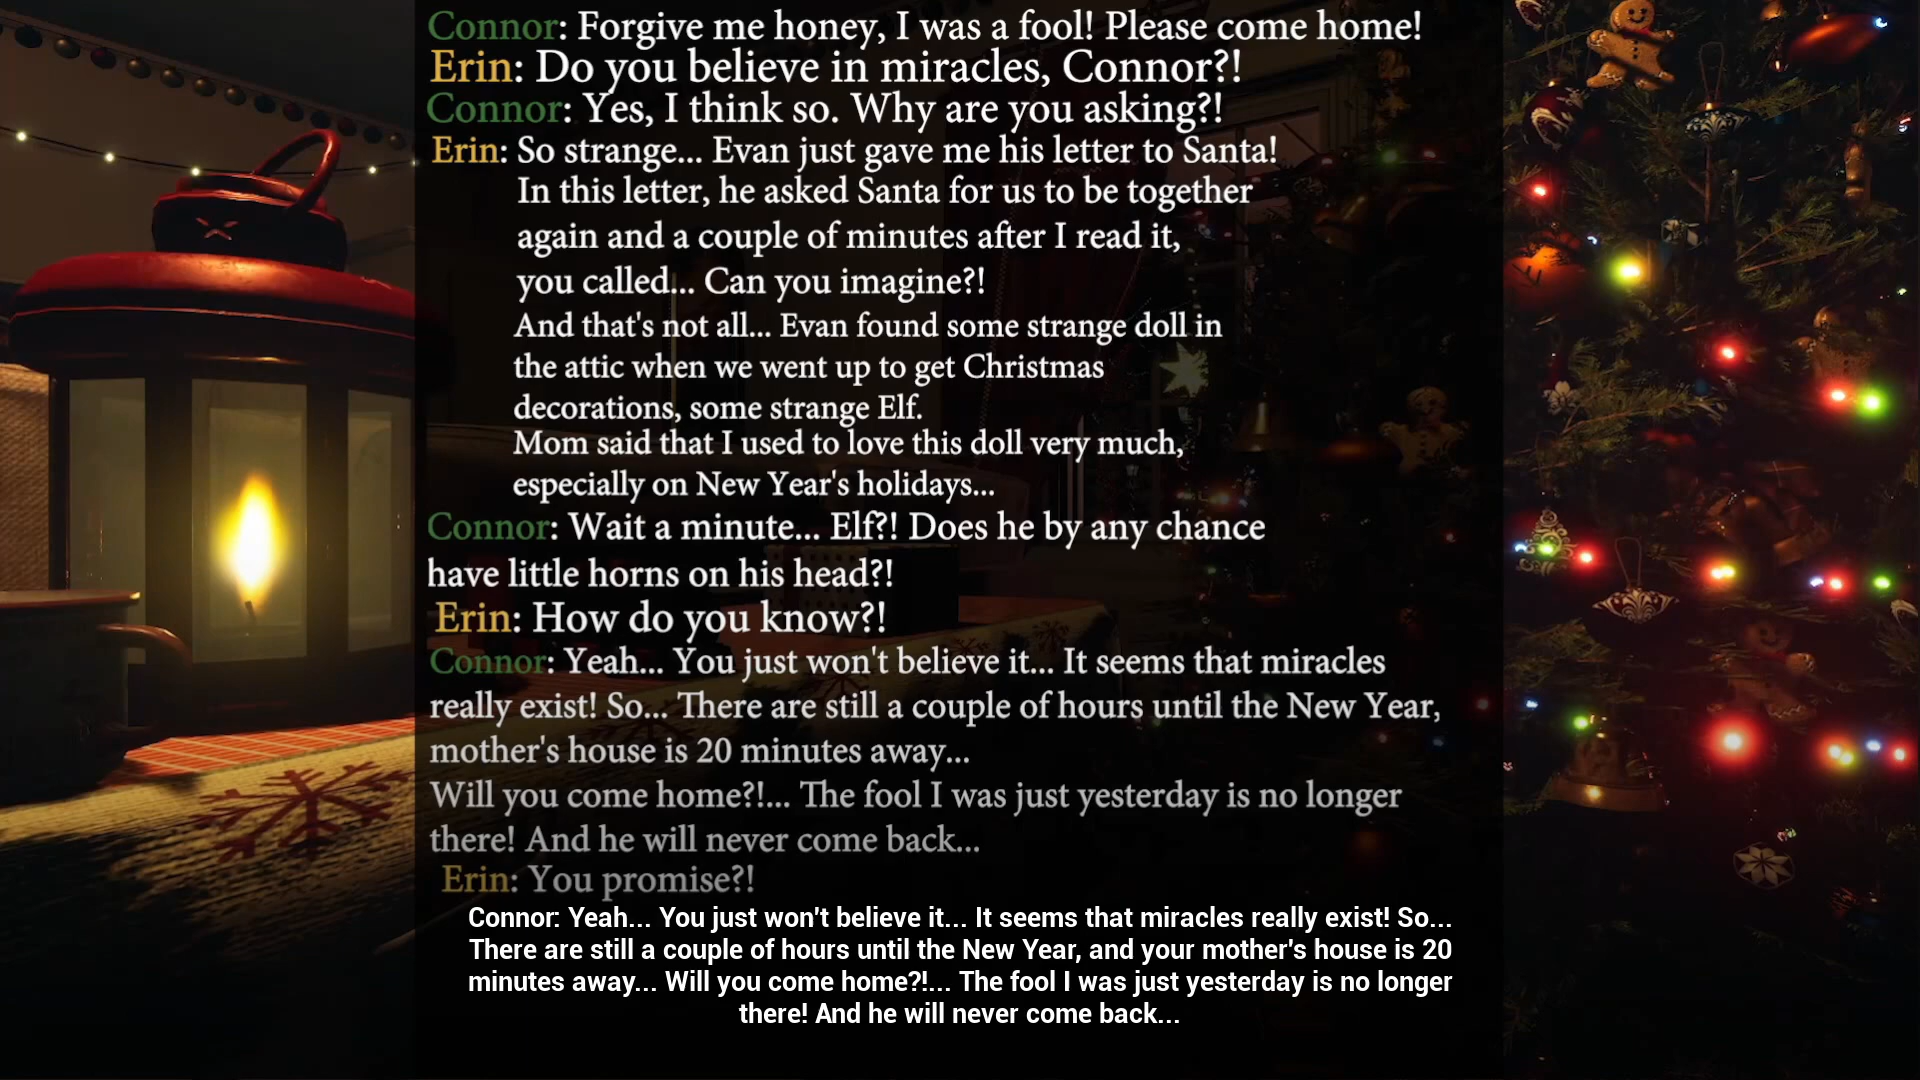 Connor: Forgive me honey, I was a fool! Please come home!
Erin: Do you believe in miracles, Connor?!
Connor: Yes, I think so. Why are you asking?!
Erin: So strange... Evan just gave me his letter to Santa!
In this letter, he asked Santa for us to be together
again and a couple of minutes after I read it,
you called... Can you imagine?!
And that's not all... Evan found some strange doll in
the attic when we went up to get Christmas
decorations, some strange Elf.
Mom said that I used to love this doll very much,
especially on New Year's holidays...
Connor: Wait a minute... Elf?! Does he by any chance
have little horns on his head?!
Erin: How do you know?!
Connor: Yeah... You just won't believe it... It seems that miracles
really exist! So... There are still a couple of hours until the New Year,
mother's house is 20 minutes away...
Will you come home?!... The fool I was just yesterday is no longer
there! And he will never come back...
Erin: You promise?!
Connor: Yeah... You just won't believe it... It seems that miracles really exist! So...
There are still a couple of hours until the New Year, and your mother's house is 20
minutes away... Will you come home?!... The fool I was just yesterday is no longer
there! And he will never come back...